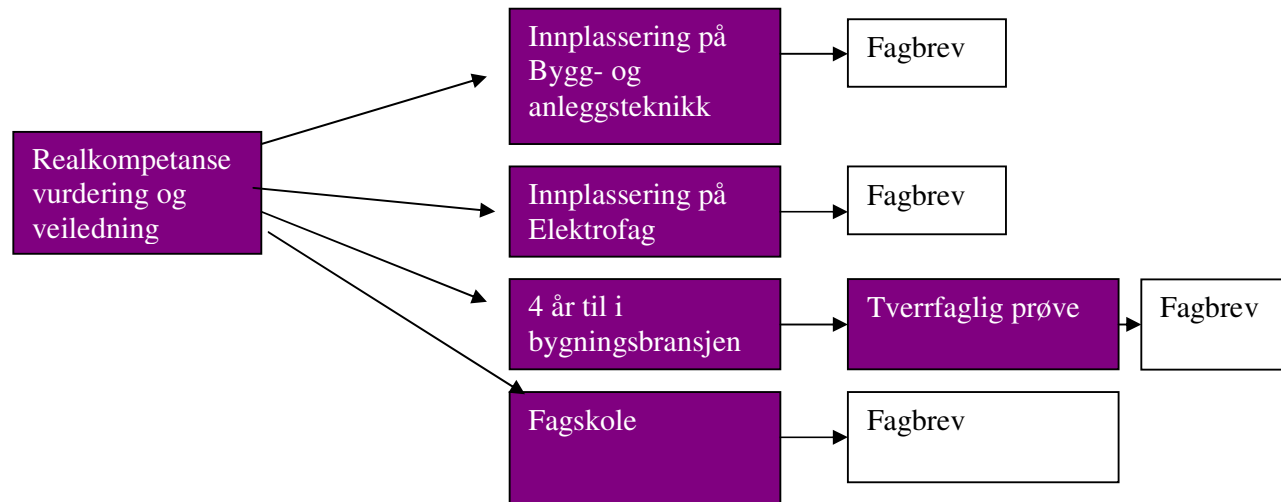 Realkompetanse
vurdering og
veiledning
Innplassering på
Bygg- og
anleggsteknikk
Fagbrev
Innplassering på
Elektrofag
Fagbrev
4 år til i
bygningsbransjen
Tverrfaglig prøve
Fagbrev
Fagskole
Fagbrev